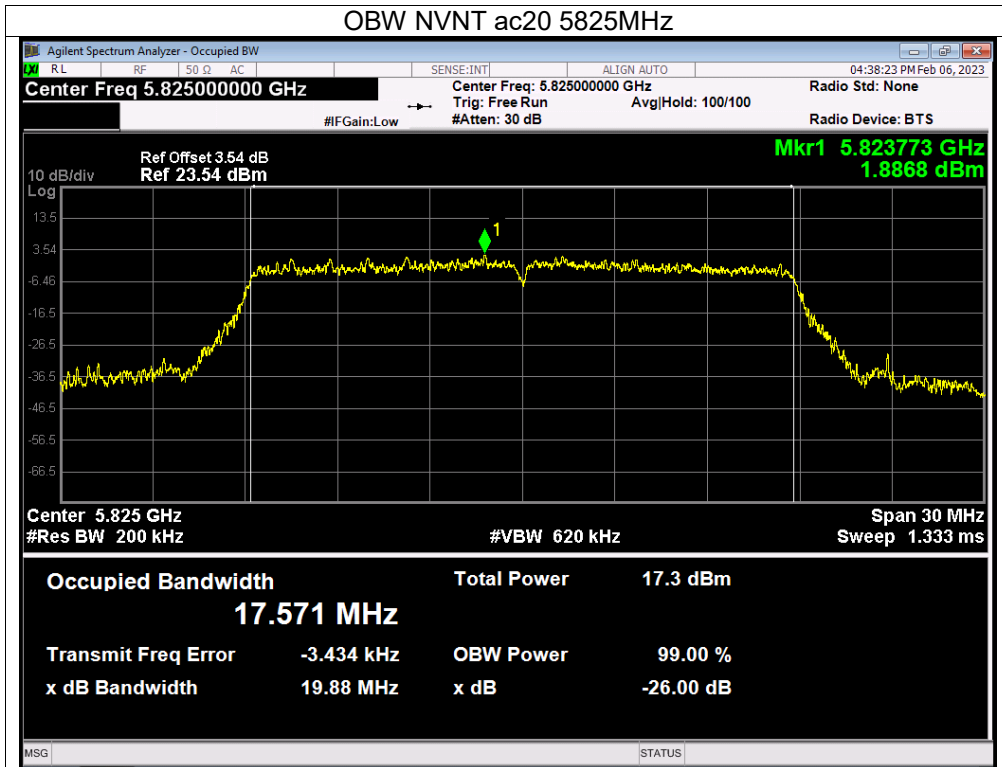 OBW NVNT ac20 5825MHz
Agilent Spectrum Analyzer - Occupied BW
LXI RL RF 50 Ω AC SENSE:INT ALIGN AUTO 04:38:23 PM Feb 06, 2023
Center Freq 5.825000000 GHz Center Freq: 5.825000000 GHz Radio Std: None
Trig: Free Run Avg|Hold: 100/100
#IFGain:Low #Atten: 30 dB Radio Device: BTS
Ref Offset 3.54 dB Mkr1 5.823773 GHz
10 dB/div Ref 23.54 dBm 1.8868 dBm
Log
13.5
1
3.54
-6.46
-16.5
-26.5
-36.5
-46.5
-56.5
-66.5
Center 5.825 GHz Span 30 MHz
#Res BW 200 kHz #VBW 620 kHz Sweep 1.333 ms
Occupied Bandwidth Total Power 17.3 dBm
17.571 MHz
Transmit Freq Error -3.434 kHz OBW Power 99.00 %
x dB Bandwidth 19.88 MHz x dB -26.00 dB
MSG STATUS